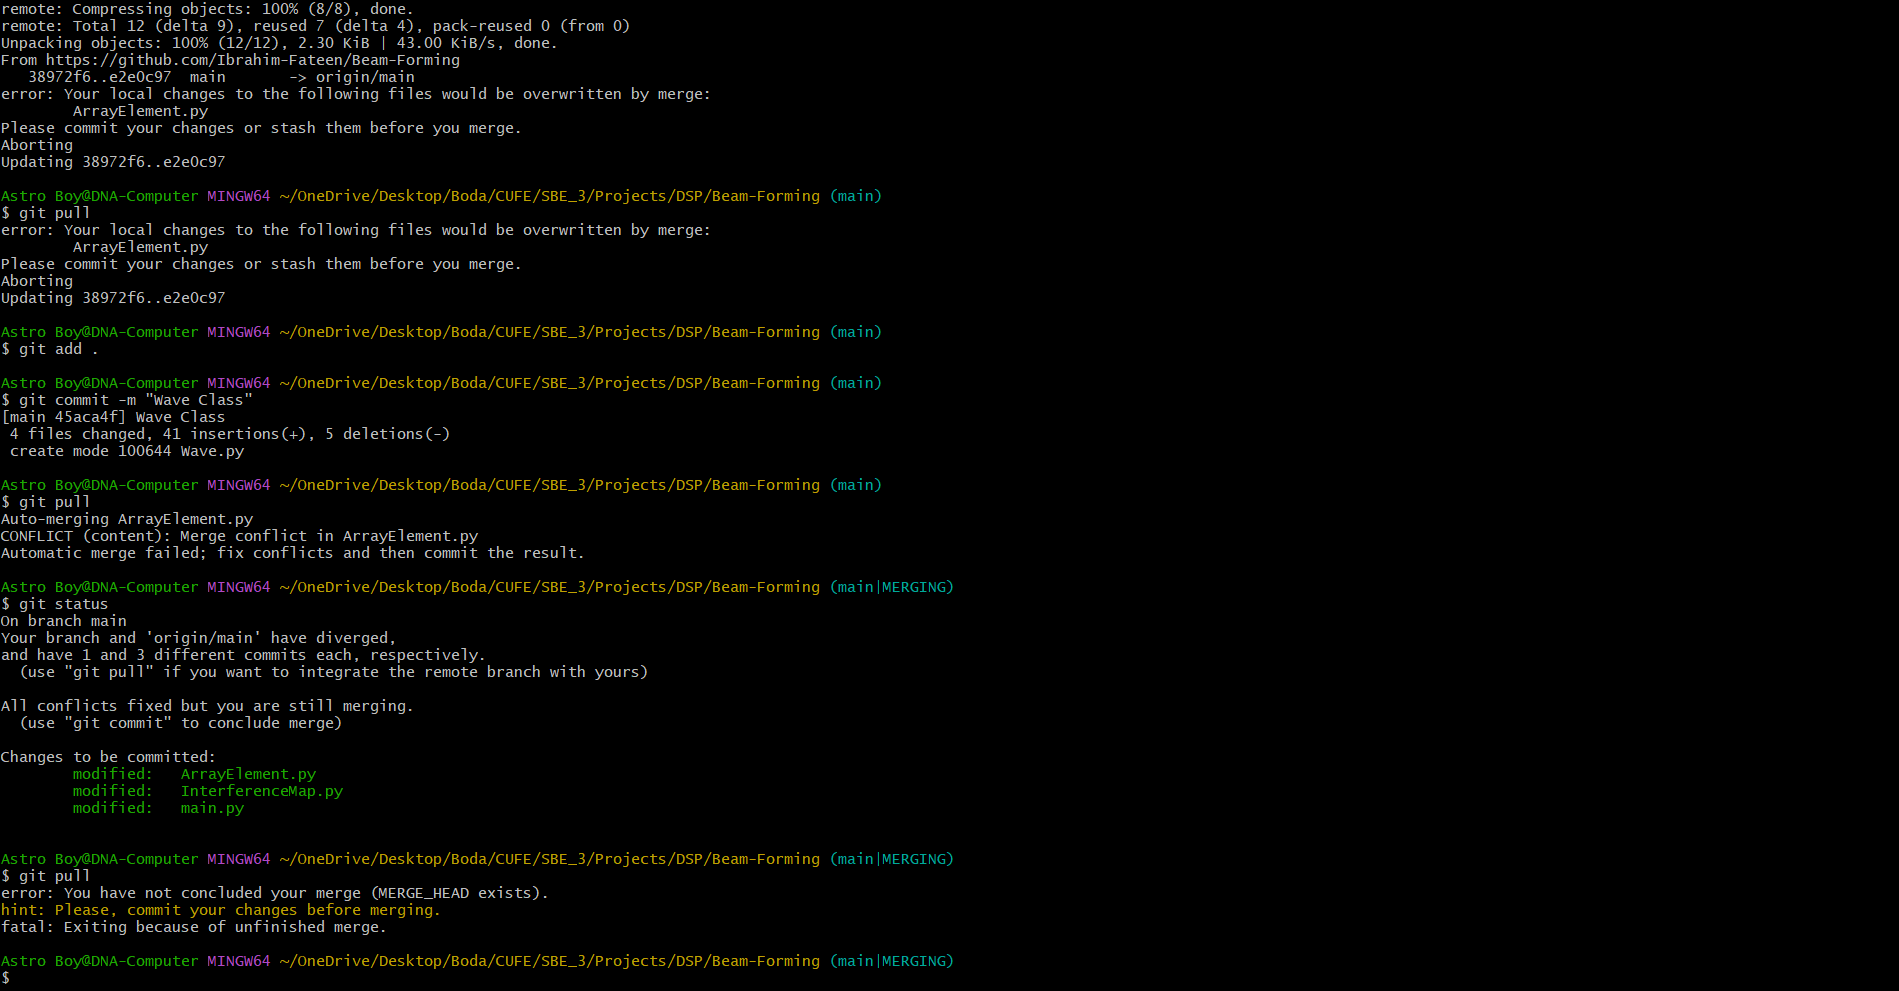 remote: Compressing objects: 100% (8/8), done.
remote: Total 12 (delta 9), reused 7 (delta 4), pack-reused 0 (from 0)
Unpacking objects: 100% (12/12), 2.30 KiB | 43.00 KiB/s, done.
From https://github.com/Ibrahim-Fateen/Beam-Forming
   38972f6..e2e0c97  main       -> origin/main
error: Your local changes to the following files would be overwritten by merge:
        ArrayElement.py
Please commit your changes or stash them before you merge.
Aborting
Updating 38972f6..e2e0c97
Astro Boy@DNA-Computer MINGW64 ~/OneDrive/Desktop/Boda/CUFE/SBE_3/Projects/DSP/Beam-Forming (main)
$ git pull
error: Your local changes to the following files would be overwritten by merge:
        ArrayElement.py
Please commit your changes or stash them before you merge.
Aborting
Updating 38972f6..e2e0c97
Astro Boy@DNA-Computer MINGW64 ~/OneDrive/Desktop/Boda/CUFE/SBE_3/Projects/DSP/Beam-Forming (main)
$ git add .
Astro Boy@DNA-Computer MINGW64 ~/OneDrive/Desktop/Boda/CUFE/SBE_3/Projects/DSP/Beam-Forming (main)
$ git commit -m "Wave Class"
[main 45aca4f] Wave Class
 4 files changed, 41 insertions(+), 5 deletions(-)
 create mode 100644 Wave.py
Astro Boy@DNA-Computer MINGW64 ~/OneDrive/Desktop/Boda/CUFE/SBE_3/Projects/DSP/Beam-Forming (main)
$ git pull
Auto-merging ArrayElement.py
CONFLICT (content): Merge conflict in ArrayElement.py
Automatic merge failed; fix conflicts and then commit the result.
Astro Boy@DNA-Computer MINGW64 ~/OneDrive/Desktop/Boda/CUFE/SBE_3/Projects/DSP/Beam-Forming (main|MERGING)
$ git status
On branch main
Your branch and 'origin/main' have diverged,
and have 1 and 3 different commits each, respectively.
  (use "git pull" if you want to integrate the remote branch with yours)
All conflicts fixed but you are still merging.
  (use "git commit" to conclude merge)
Changes to be committed:
        modified:   ArrayElement.py
        modified:   InterferenceMap.py
        modified:   main.py
Astro Boy@DNA-Computer MINGW64 ~/OneDrive/Desktop/Boda/CUFE/SBE_3/Projects/DSP/Beam-Forming (main|MERGING)
$ git pull
error: You have not concluded your merge (MERGE_HEAD exists).
hint: Please, commit your changes before merging.
fatal: Exiting because of unfinished merge.
Astro Boy@DNA-Computer MINGW64 ~/OneDrive/Desktop/Boda/CUFE/SBE_3/Projects/DSP/Beam-Forming (main|MERGING)
$